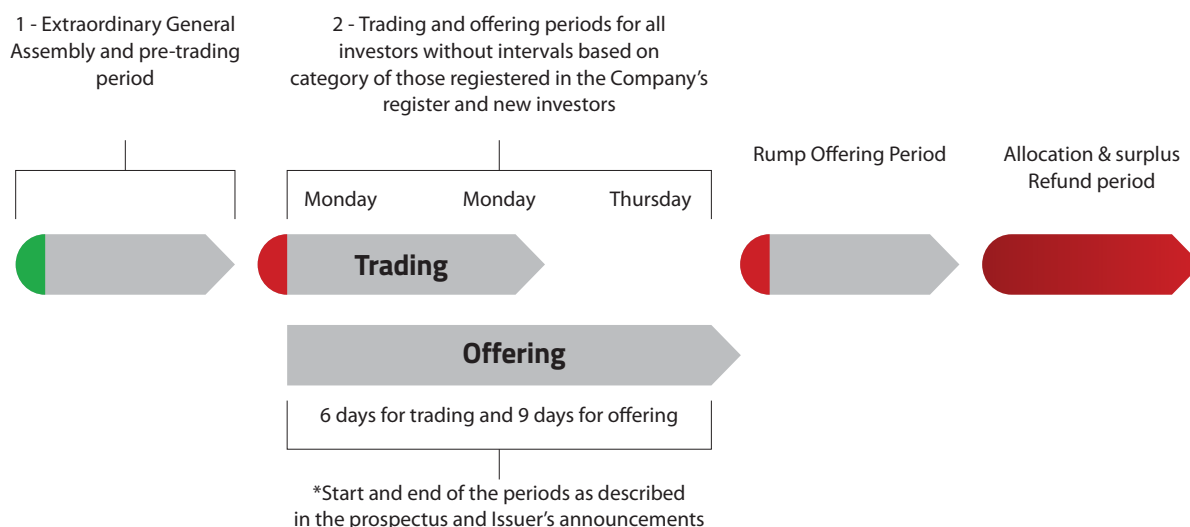 1 - Extraordinary General
Assembly and pre-trading
period
2 - Trading and offering periods for all
investors without intervals based on
category of those regiestered in the Company's
register and new investors
Rump Offering Period
Allocation & surplus
Refund period
Monday
Monday
Thursday
Trading
Offering
6 days for trading and 9 days for offering
*Start and end of the periods as described
in the prospectus and Issuer's announcements